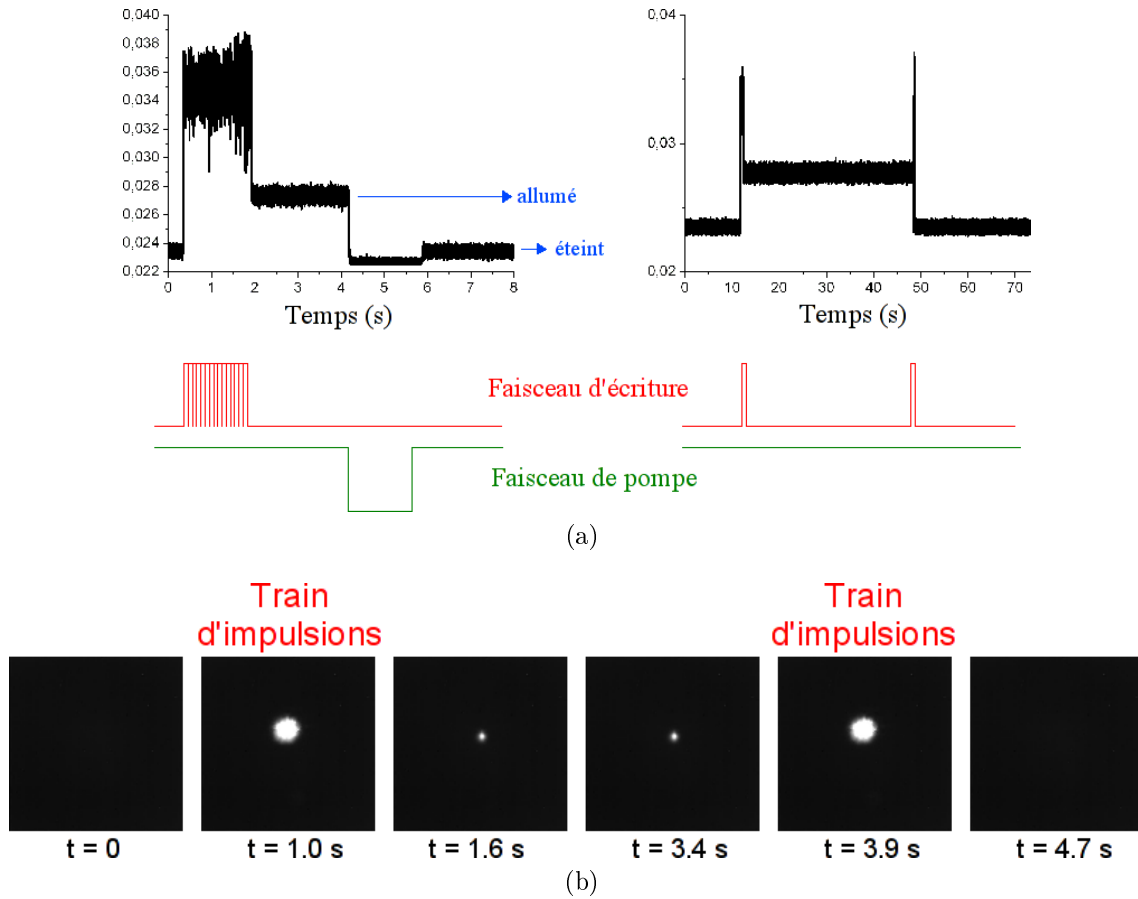 0,040
0,038
0,036
0,034
0,032
0,030
0,028
0,026
0,024
0,022
0 1 2 3 4 5 6 7 8
Temps (s)
allumé
éteint
0,04
0,03
0,02
0 10 20 30 40 50 60 70
Temps (s)
Faisceau d'écriture
Faisceau de pompe
(a)
Train
d'impulsions
Train
d'impulsions
t = 0 t = 1.0 s t = 1.6 s t = 3.4 s t = 3.9 s t = 4.7 s
(b)